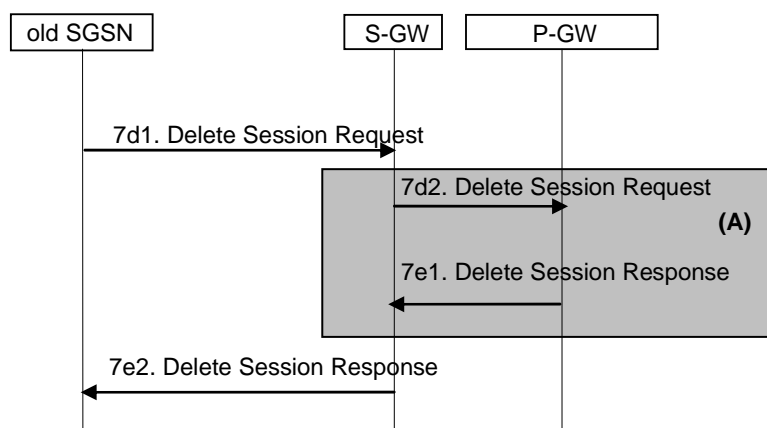 old SGSN
S-GW
P-GW
7d1. Delete Session Request
7d2. Delete Session Request
(A)
7e1. Delete Session Response
7e2. Delete Session Response